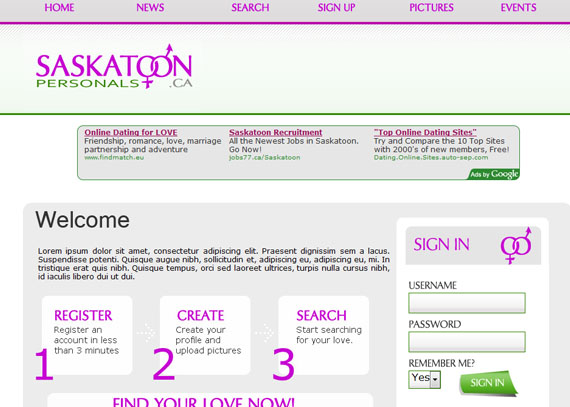 HOME NEWS SEARCH SIGN UP PICTURES EVENTS
SASKATOON
PERSONALS .CA
Online Dating for LOVE
Friendship, romance, love, marriage
partnership and adventure
www.findmatch.eu
Saskatoon Recruitment
All the Newest Jobs in Saskatoon.
Go Now!
jobs77.ca/Saskatoon
"Top Online Dating Sites"
Try and Compare the 10 Top Sites
with 2000's of new members, Free!
Dating.Online.Sites.auto-sep.com
Ads by Google
Welcome
Lorem ipsum dolor sit amet, consectetur adipiscing elit. Praesent dignissim sem a lacus.
Suspendisse potenti. Quisque augue nibh, sollicitudin et, adipiscing eu, adipiscing eu, mi. In
tristique erat quis nibh. Quisque tempus, orci sed laoreet ultrices, turpis nulla cursus nibh,
id iaculis libero dui ut dui.
1
REGISTER
Register an
account in less
than 3 minutes
2
CREATE
Create your
profile and
upload pictures
3
SEARCH
Start searching
for your love.
FIND YOUR LOVE NOW!
SIGN IN
USERNAME
PASSWORD
REMEMBER ME?
Yes
SIGN IN